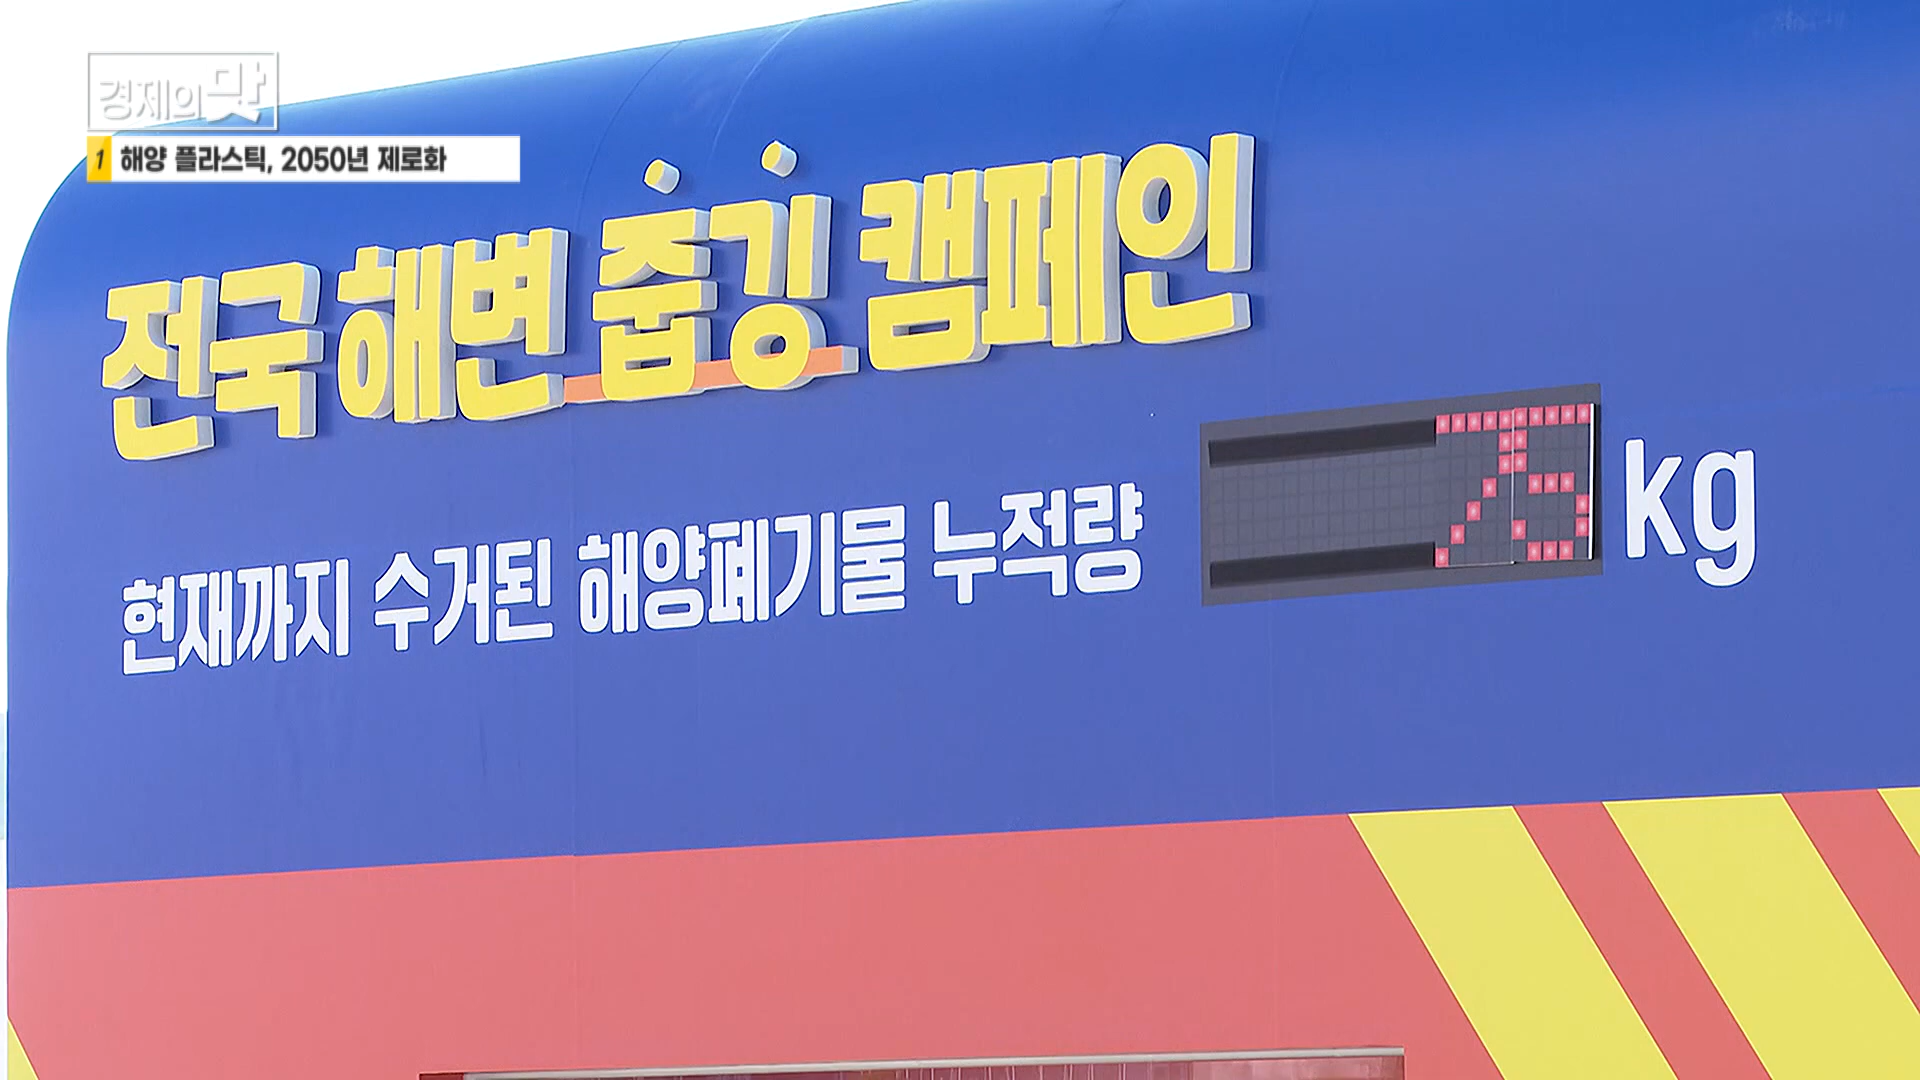 경제의 맛
1 해양 플라스틱, 2050년 제로화
전국 해변 줍깅 캠페인
현재까지 수거된 해양폐기물 누적량 75 kg